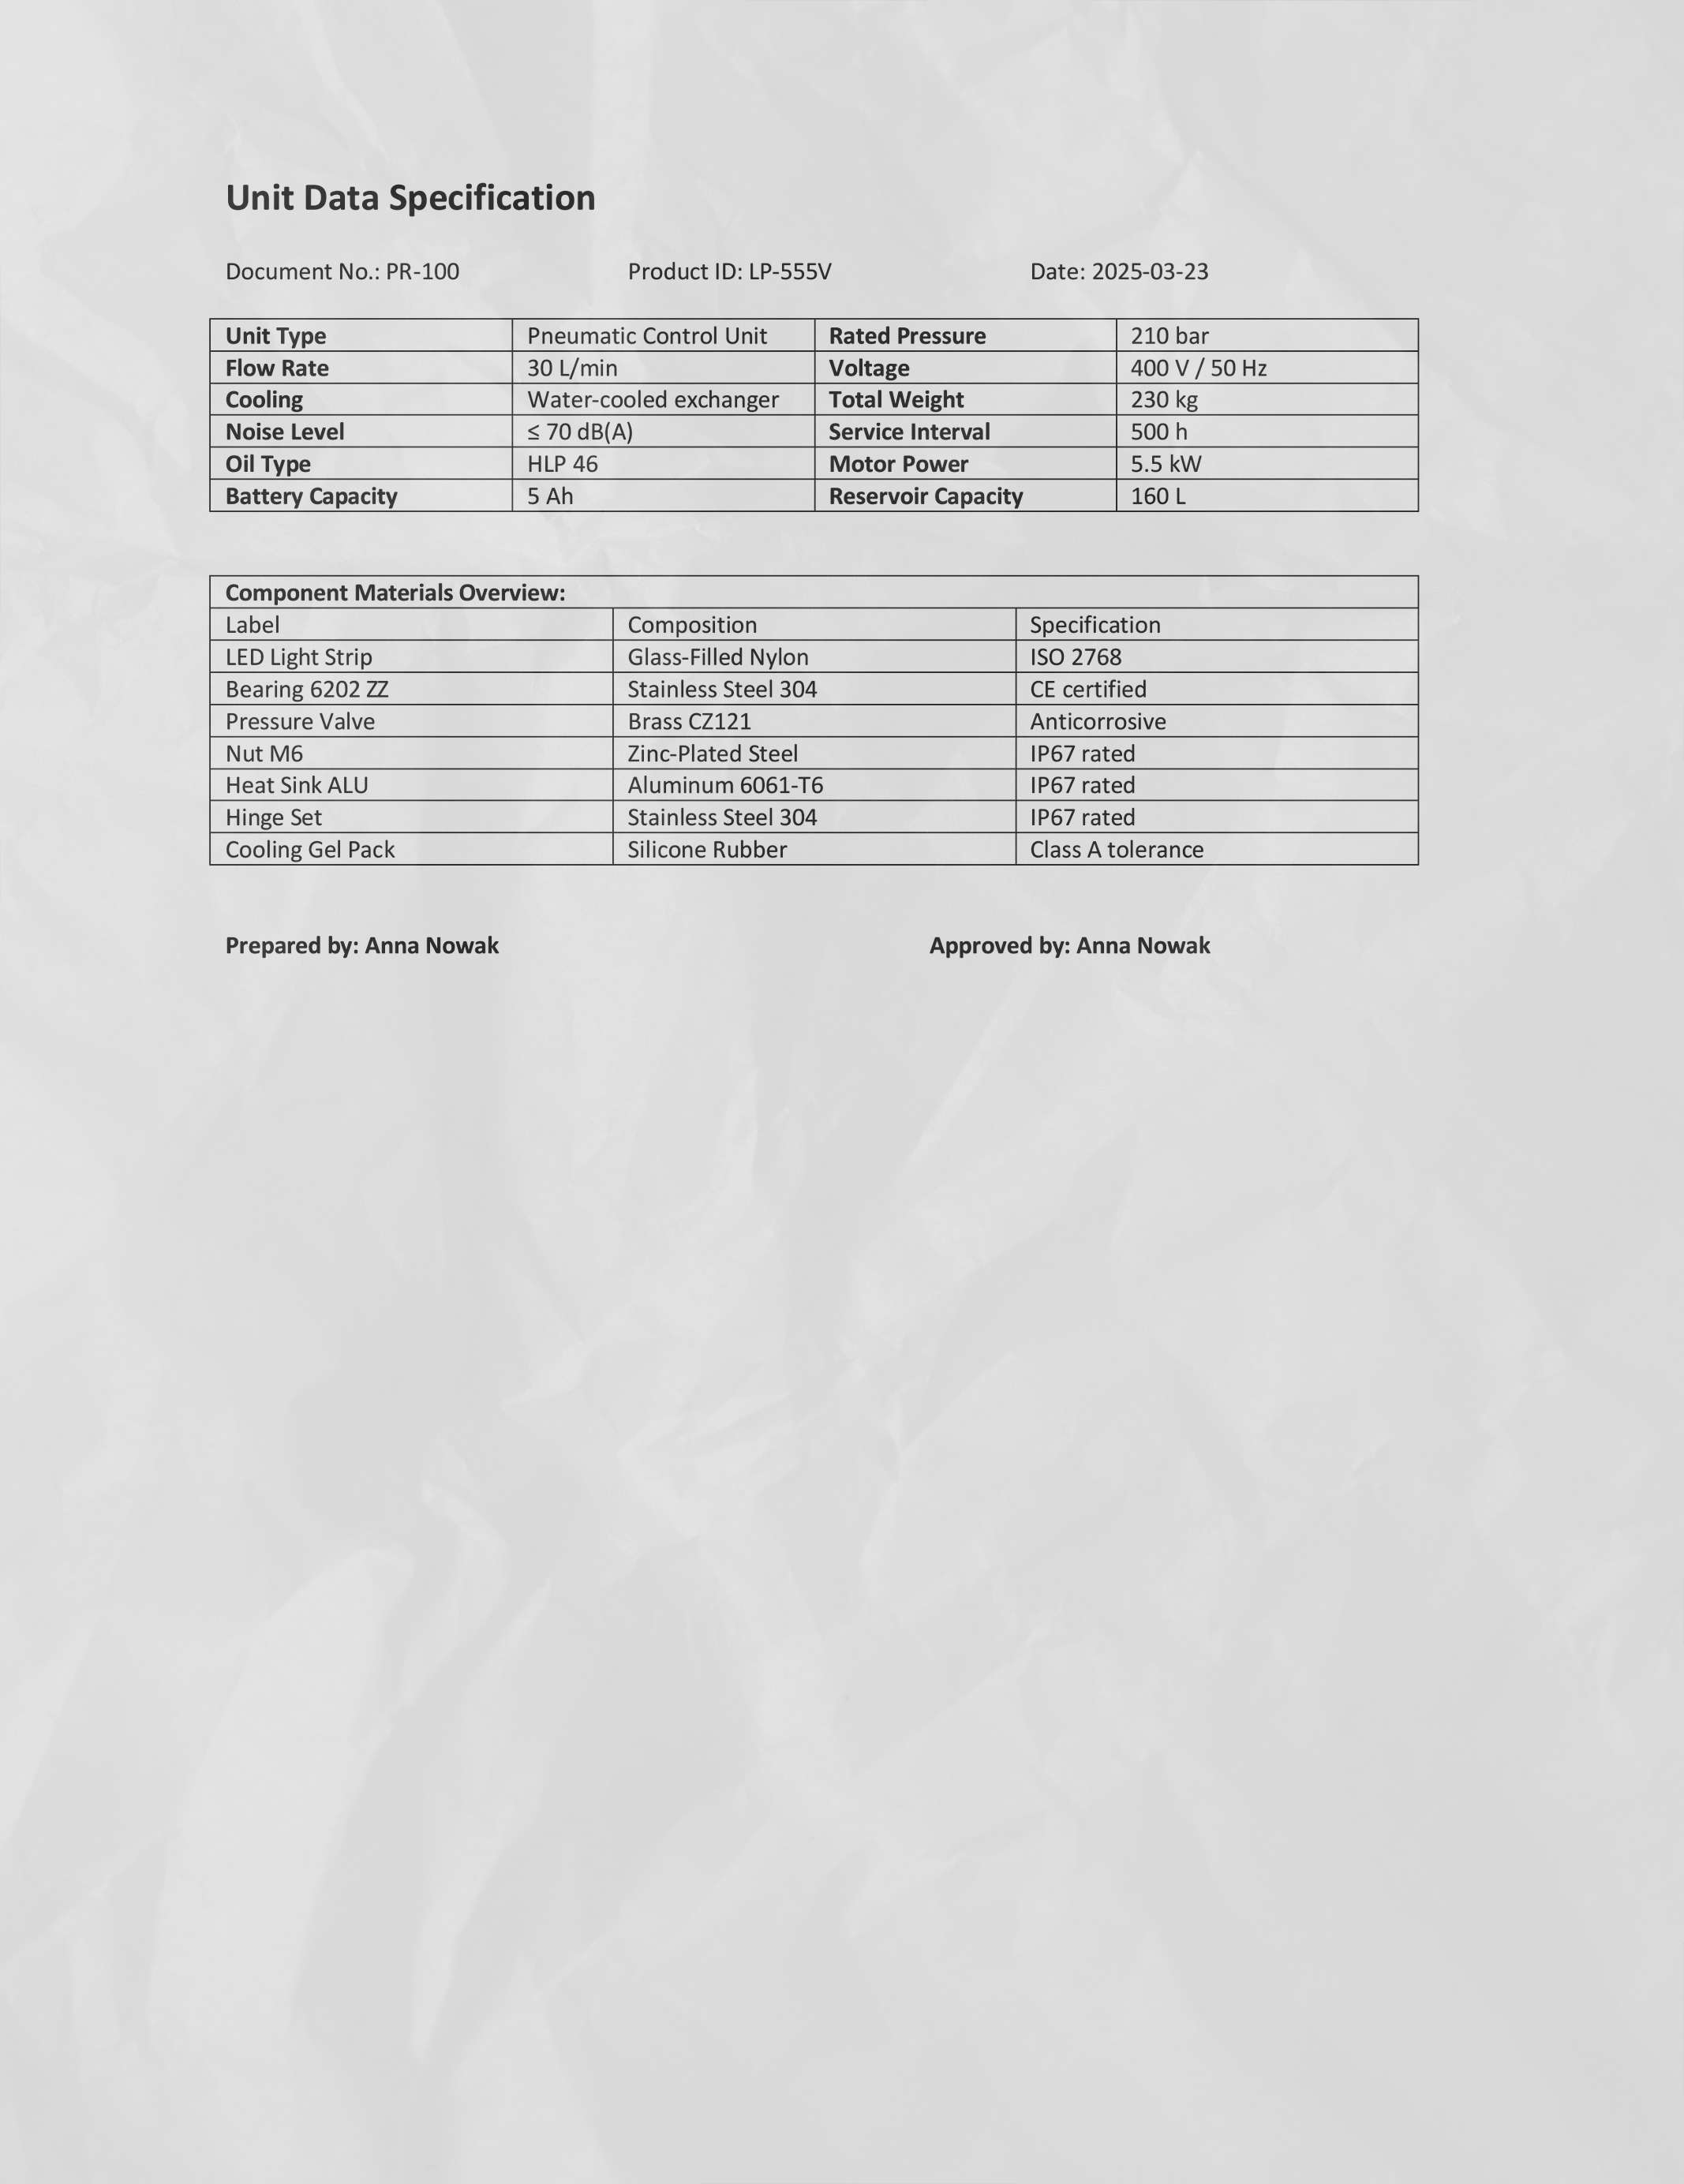 Unit Data Specification
Document No.: PR-100 Product ID: LP-555V Date: 2025-03-23
Unit Type Pneumatic Control Unit Rated Pressure 210 bar
Flow Rate 30 L/min Voltage 400 V / 50 Hz
Cooling Water-cooled exchanger Total Weight 230 kg
Noise Level ≤ 70 dB(A) Service Interval 500 h
Oil Type HLP 46 Motor Power 5.5 kW
Battery Capacity 5 Ah Reservoir Capacity 160 L
Component Materials Overview:
Label Composition Specification
LED Light Strip Glass-Filled Nylon ISO 2768
Bearing 6202 ZZ Stainless Steel 304 CE certified
Pressure Valve Brass CZ121 Anticorrosive
Nut M6 Zinc-Plated Steel IP67 rated
Heat Sink ALU Aluminum 6061-T6 IP67 rated
Hinge Set Stainless Steel 304 IP67 rated
Cooling Gel Pack Silicone Rubber Class A tolerance
Prepared by: Anna Nowak Approved by: Anna Nowak